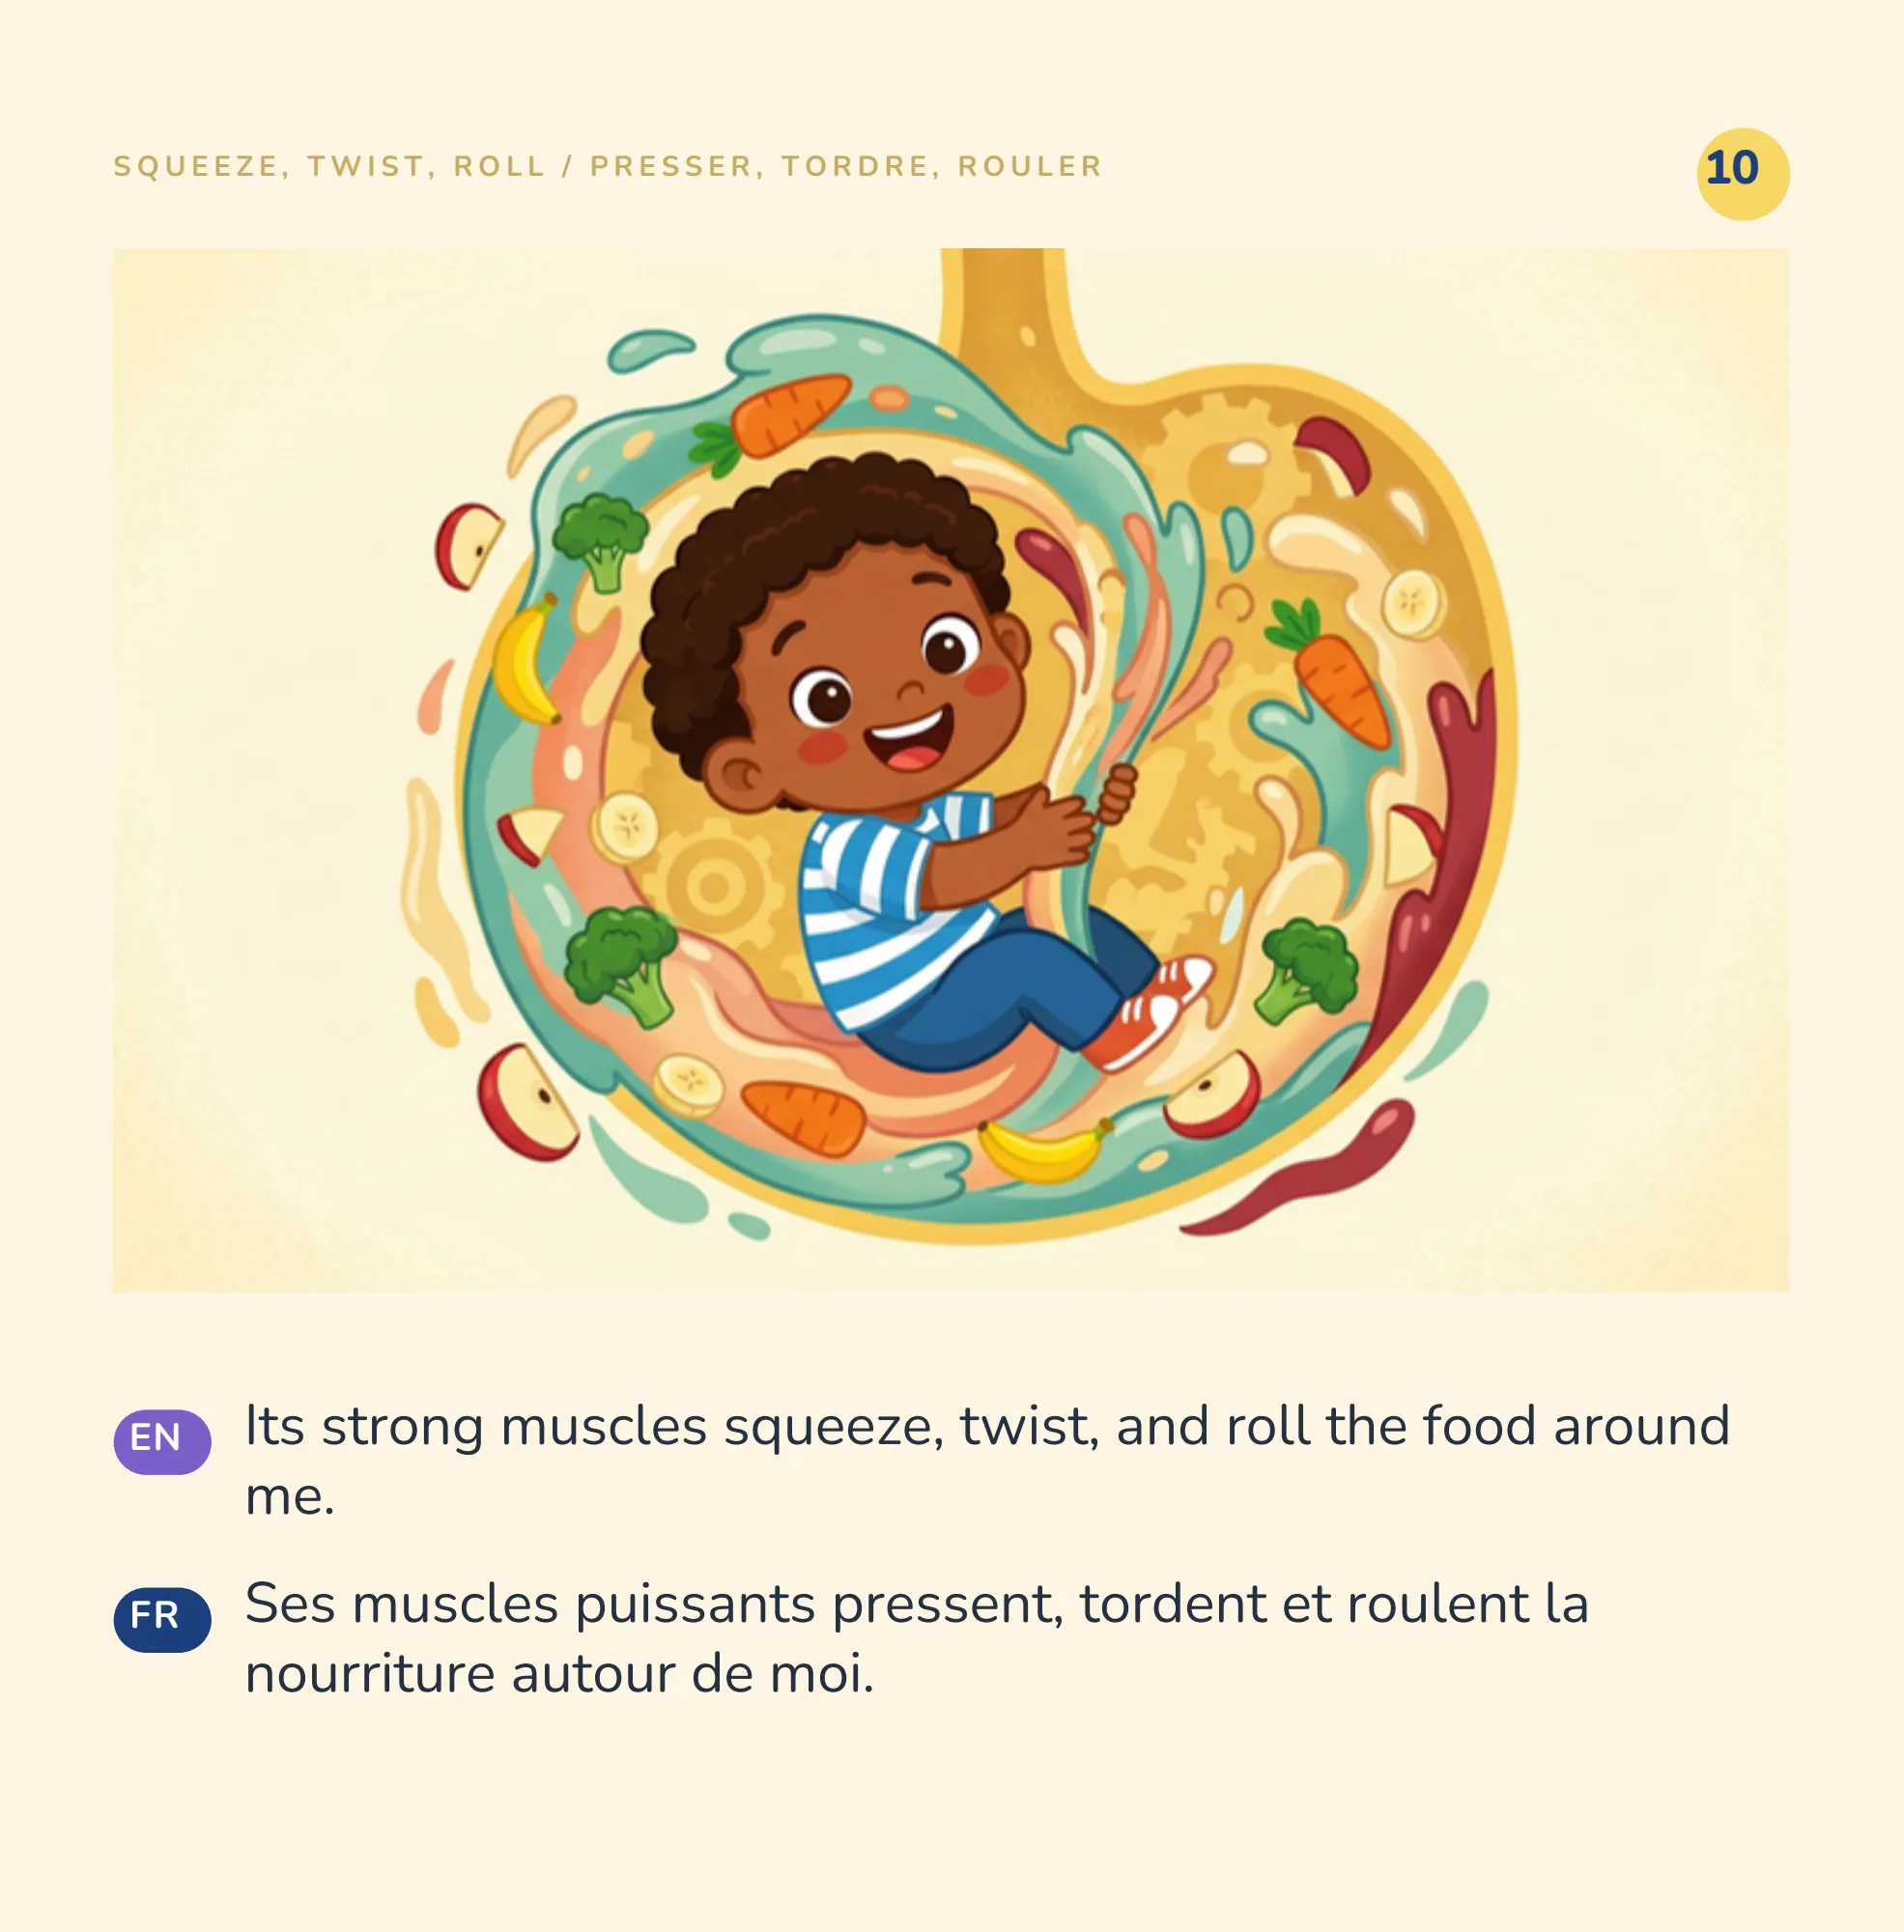 SQUEEZE, TWIST, ROLL / PRESSER, TORDRE, ROULER
10
EN
Its strong muscles squeeze, twist, and roll the food around
me.
FR
Ses muscles puissants pressent, tordent et roulent la
nourriture autour de moi.